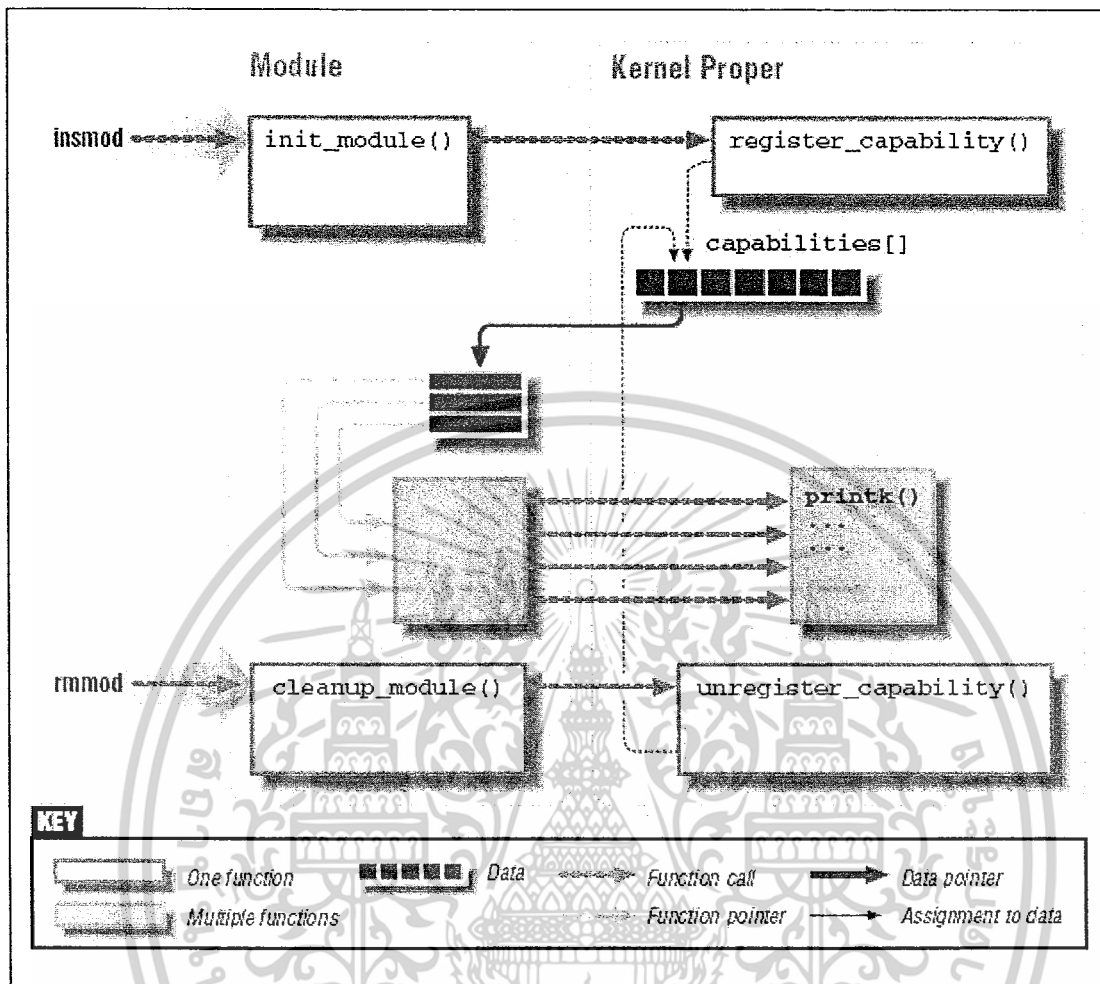 Module
Kernel Proper
insmod
init_module()
register_capability()
capabilities[]
printk()
...
...
rmmod
cleanup_module()
unregister_capability()
KEY
One function
Data
Function call
Data pointer
Multiple functions
Function pointer
Assignment to data